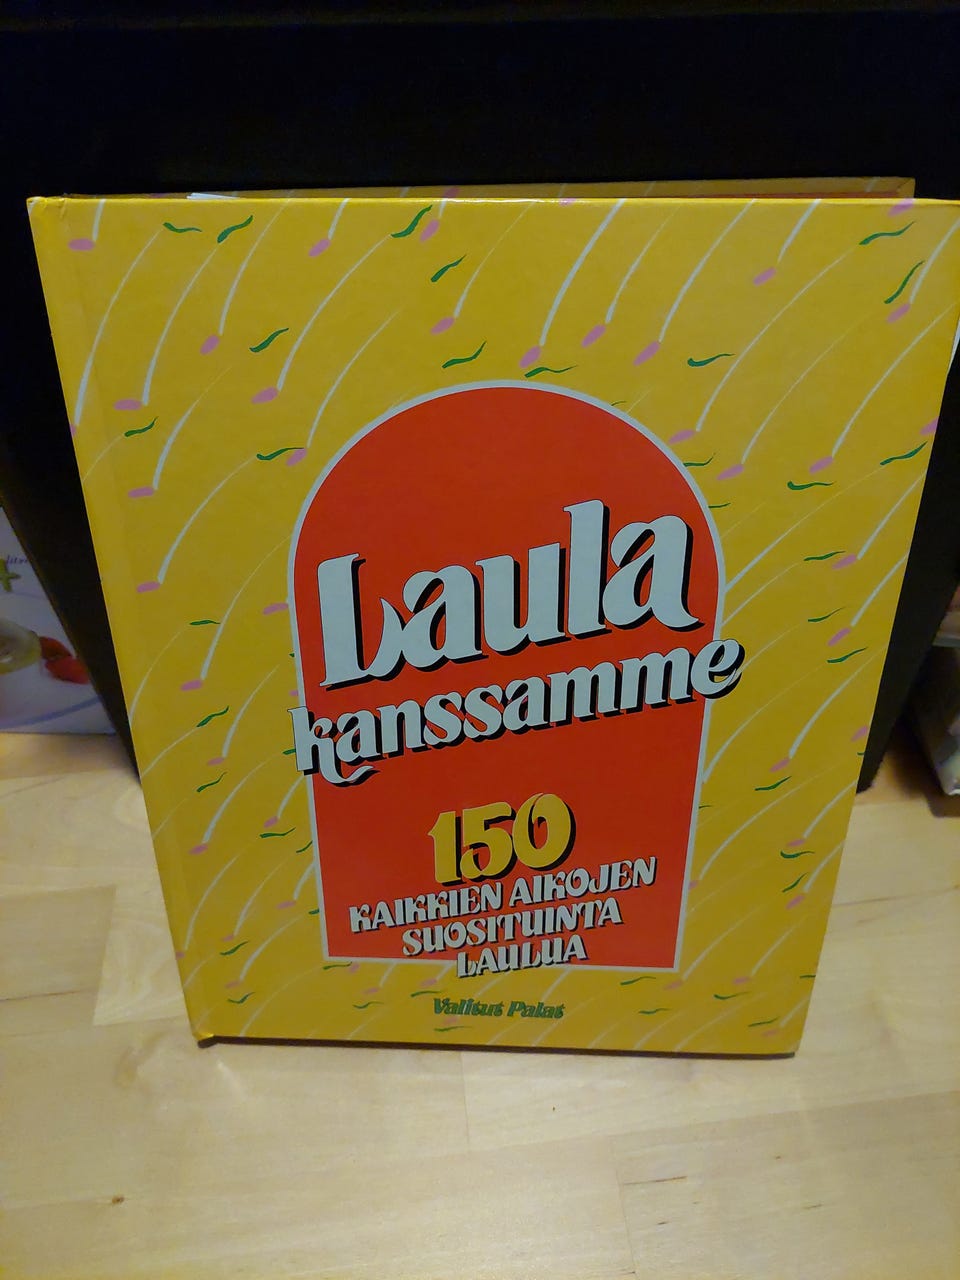 Laula
kanssamme
150
KAIKKIEN AIKOJEN
SUOSITUINTA
LAULUA
Valitut Palat